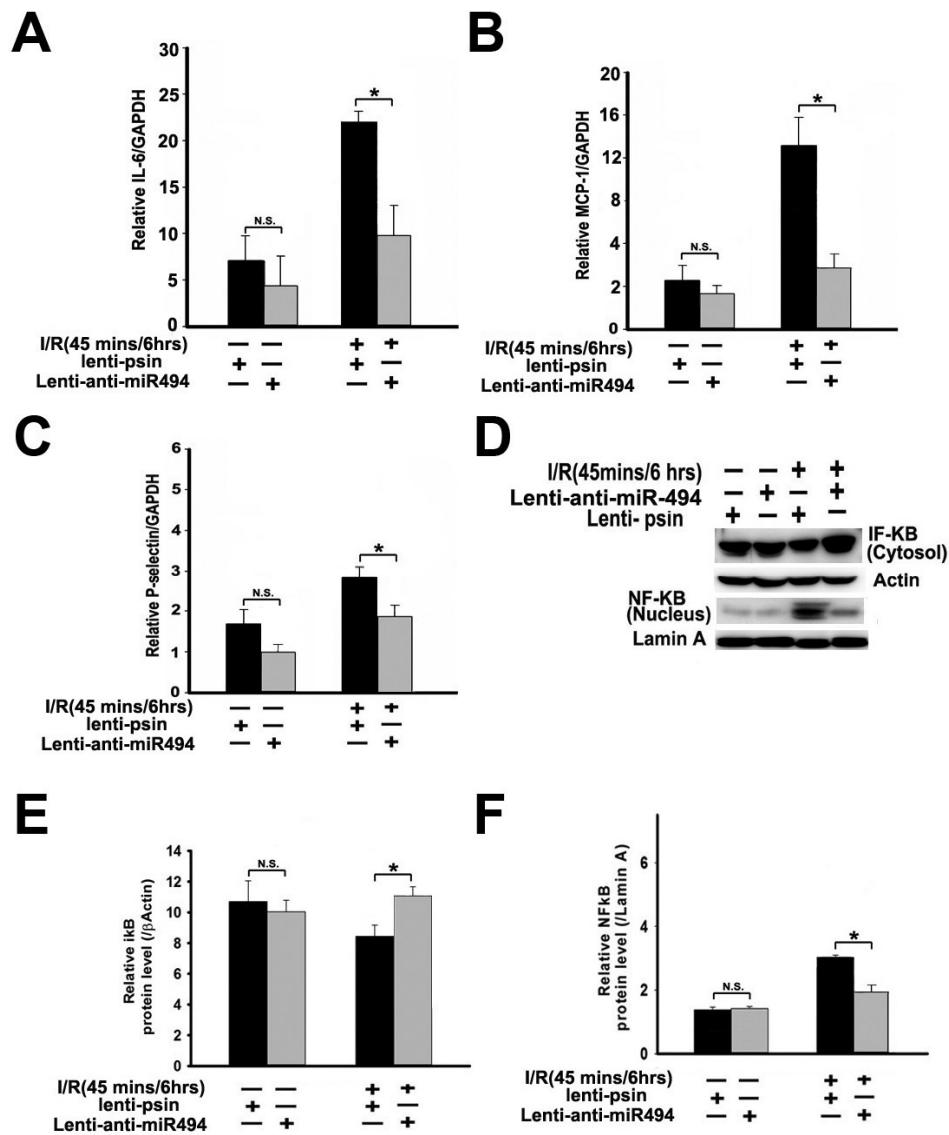 A
Relative IL-6/GAPDH
30
25
20
15
10
5
0
N.S.
*
I/R(45 mins/6hrs) — — + +
lenti-psin + — + —
Lenti-anti-miR494 — + — +
B
Relative MCP-1/GAPDH
20
16
12
8
4
2
0
N.S.
*
I/R(45 mins/6hrs) — — + +
lenti-psin + — + —
Lenti-anti-miR494 — + — +
C
Relative P-selectin/GAPDH
6
5
4
3
2
1
0
N.S.
*
I/R(45 mins/6hrs) — — + +
lenti-psin + — + —
Lenti-anti-miR494 — + — +
D
I/R(45mins/6 hrs) — — + +
Lenti-anti-miR-494 — + — +
Lenti- psin + — + —
IF-KB
(Cytosol)
Actin
NF-KB
(Nucleus)
Lamin A
E
Relative ikB
protein level (/βActin)
14
12
10
8
6
4
2
0
N.S.
*
I/R(45 mins/6hrs) — — + +
lenti-psin + — + —
Lenti-anti-miR494 — + — +
F
Relative NFkB
protein level (/Lamin A)
6
4
2
0
N.S.
*
I/R(45 mins/6hrs) — — + +
lenti-psin + — + —
Lenti-anti-miR494 — + — +